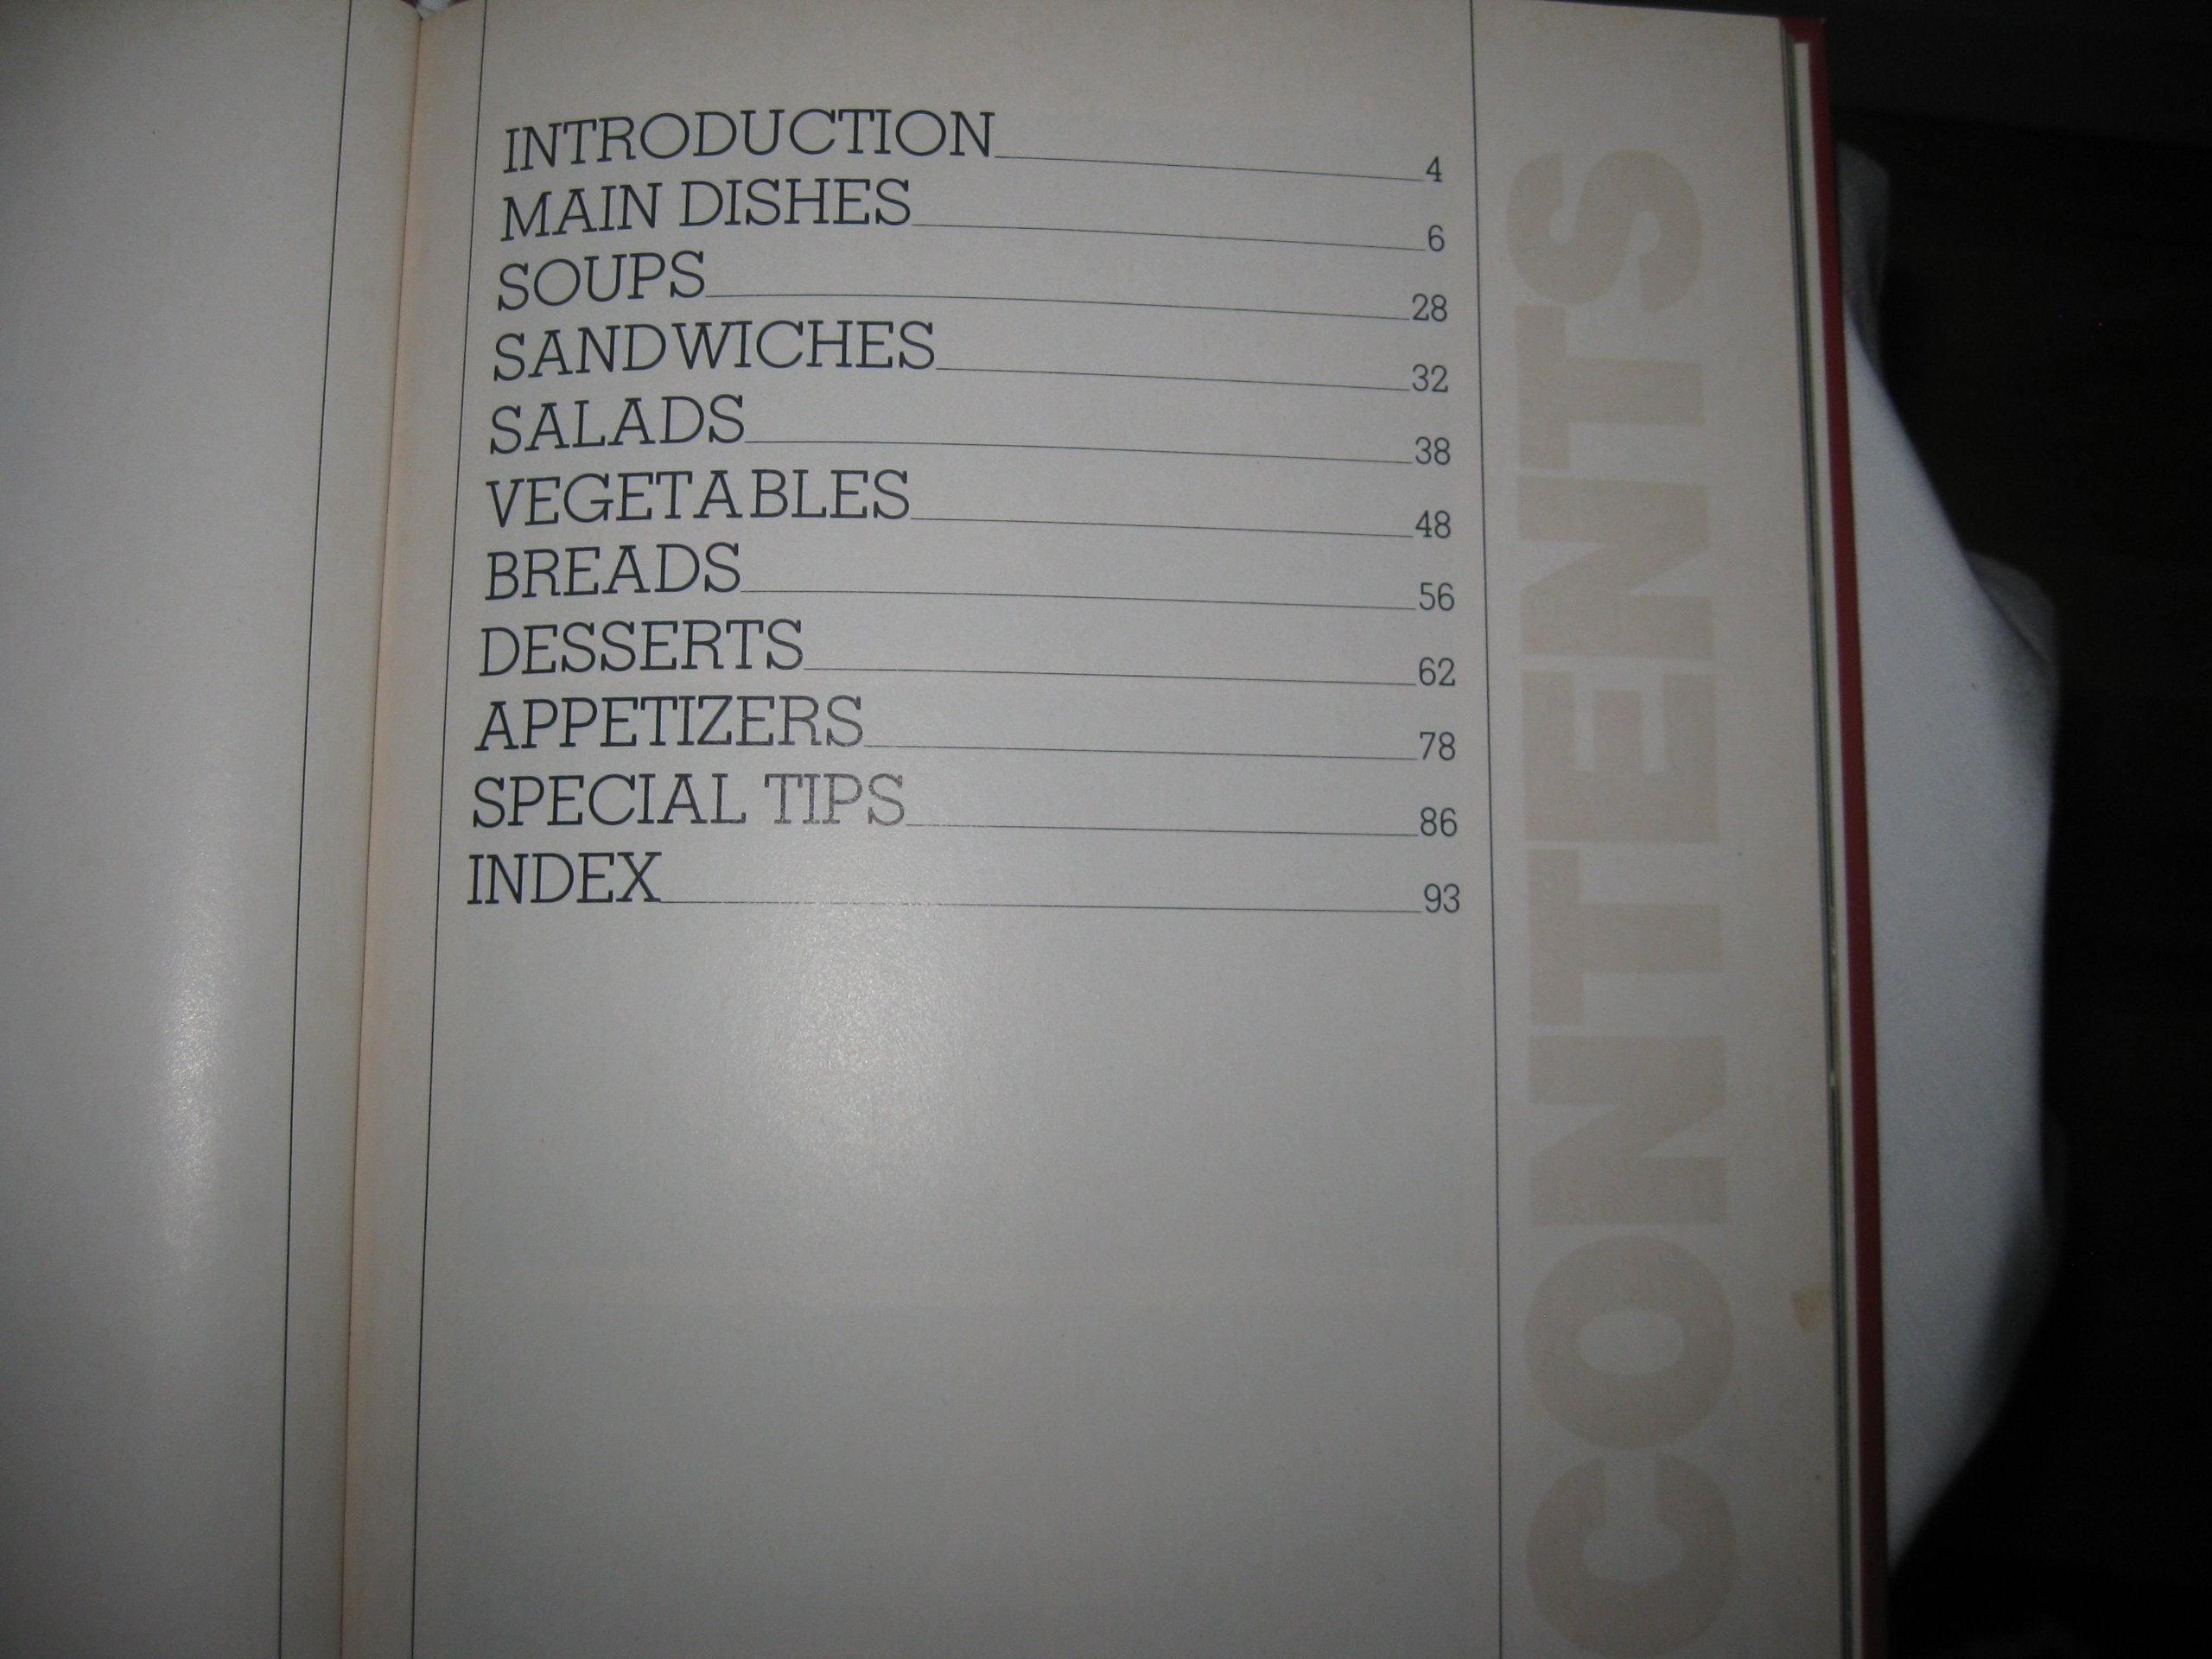 INTRODUCTION 4
MAIN DISHES 6
SOUPS 28
SANDWICHES 32
SALADS 38
VEGETABLES 48
BREADS 56
DESSERTS 62
APPETIZERS 78
SPECIAL TIPS 86
INDEX 93
CONTENTS